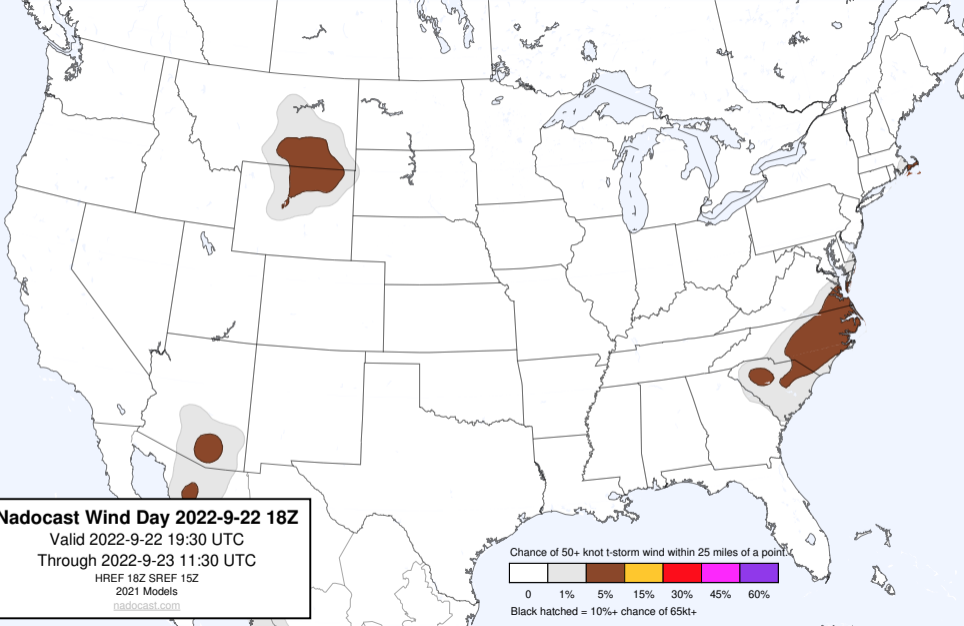 Nadocast Wind Day 2022-9-22 18Z
Valid 2022-9-22 19:30 UTC
Through 2022-9-23 11:30 UTC
HREF 18Z SREF 15Z
2021 Models
nadocast.com
Chance of 50+ knot t-storm wind within 25 miles of a point.
0 1% 5% 15% 30% 45% 60%
Black hatched = 10%+ chance of 65kt+